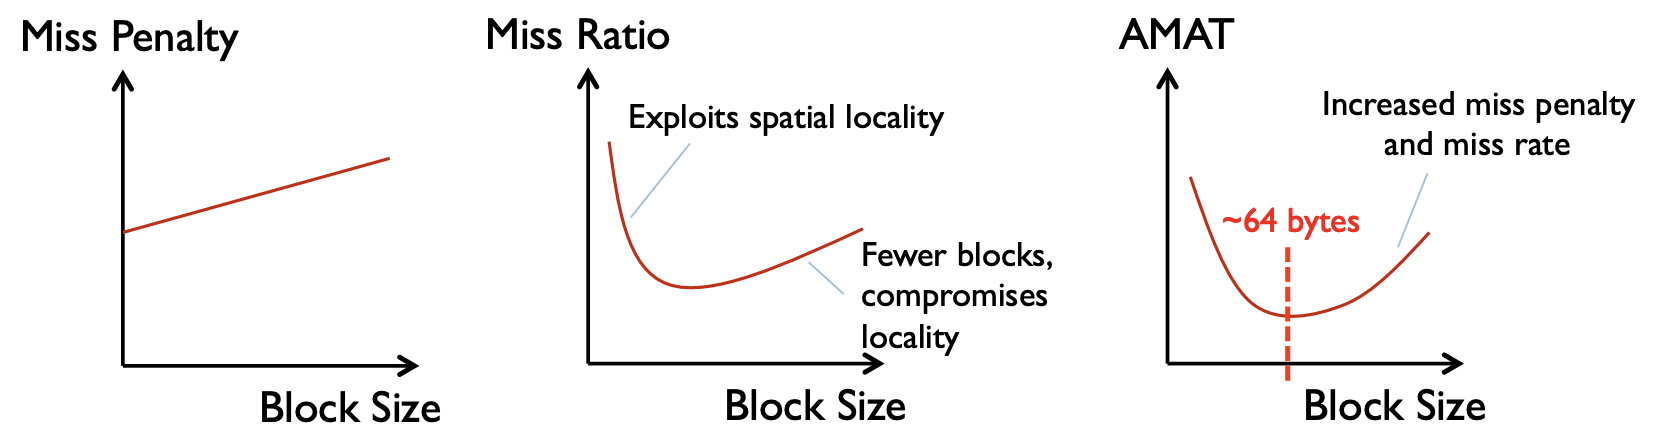 Miss Penalty
Block Size
Miss Ratio
Exploits spatial locality
Fewer blocks,
compromises
locality
Block Size
AMAT
Increased miss penalty
and miss rate
~64 bytes
Block Size